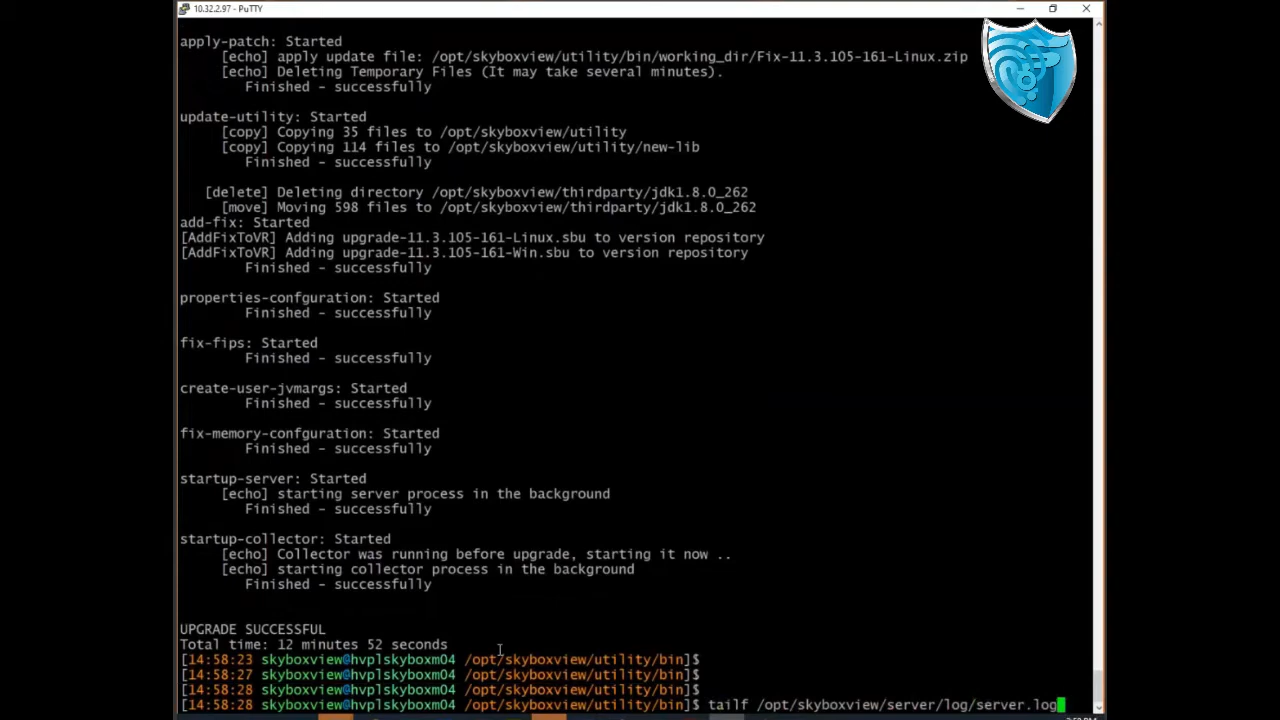 10.32.2.97 - PuTTY
apply-patch: Started
[echo] apply update file: /opt/skyboxview/utility/bin/working_dir/Fix-11.3.105-161-Linux.zip
[echo] Deleting Temporary Files (It may take several minutes).
Finished - successfully
update-utility: Started
[copy] Copying 35 files to /opt/skyboxview/utility
[copy] Copying 114 files to /opt/skyboxview/utility/new-lib
Finished - successfully
[delete] Deleting directory /opt/skyboxview/thirdparty/jdk1.8.0_262
[move] Moving 598 files to /opt/skyboxview/thirdparty/jdk1.8.0_262
add-fix: Started
[AddFixToVR] Adding upgrade-11.3.105-161-Linux.sbu to version repository
[AddFixToVR] Adding upgrade-11.3.105-161-Win.sbu to version repository
Finished - successfully
properties-confguration: Started
Finished - successfully
fix-fips: Started
Finished - successfully
create-user-jvmargs: Started
Finished - successfully
fix-memory-confguration: Started
Finished - successfully
startup-server: Started
[echo] starting server process in the background
Finished - successfully
startup-collector: Started
[echo] Collector was running before upgrade, starting it now ..
[echo] starting collector process in the background
Finished - successfully
UPGRADE SUCCESSFUL
Total time: 12 minutes 52 seconds
[14:58:23 skyboxview@hvplskyboxm04 /opt/skyboxview/utility/bin]$
[14:58:27 skyboxview@hvplskyboxm04 /opt/skyboxview/utility/bin]$
[14:58:28 skyboxview@hvplskyboxm04 /opt/skyboxview/utility/bin]$
[14:58:28 skyboxview@hvplskyboxm04 /opt/skyboxview/utility/bin]$ tailf /opt/skyboxview/server/log/server.log